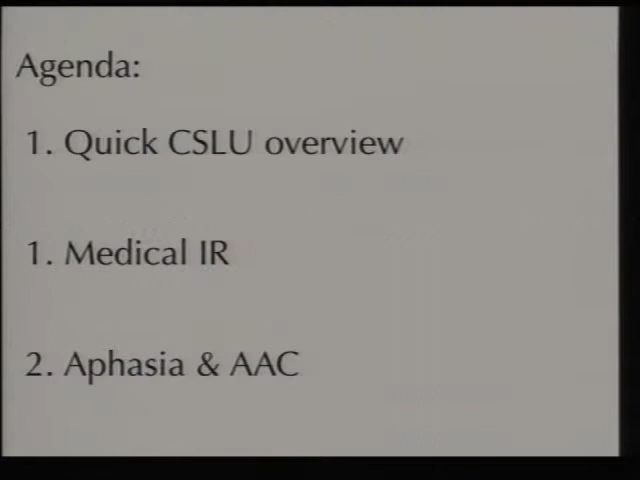 Agenda:
1. Quick CSLU overview
1. Medical IR
2. Aphasia & AAC